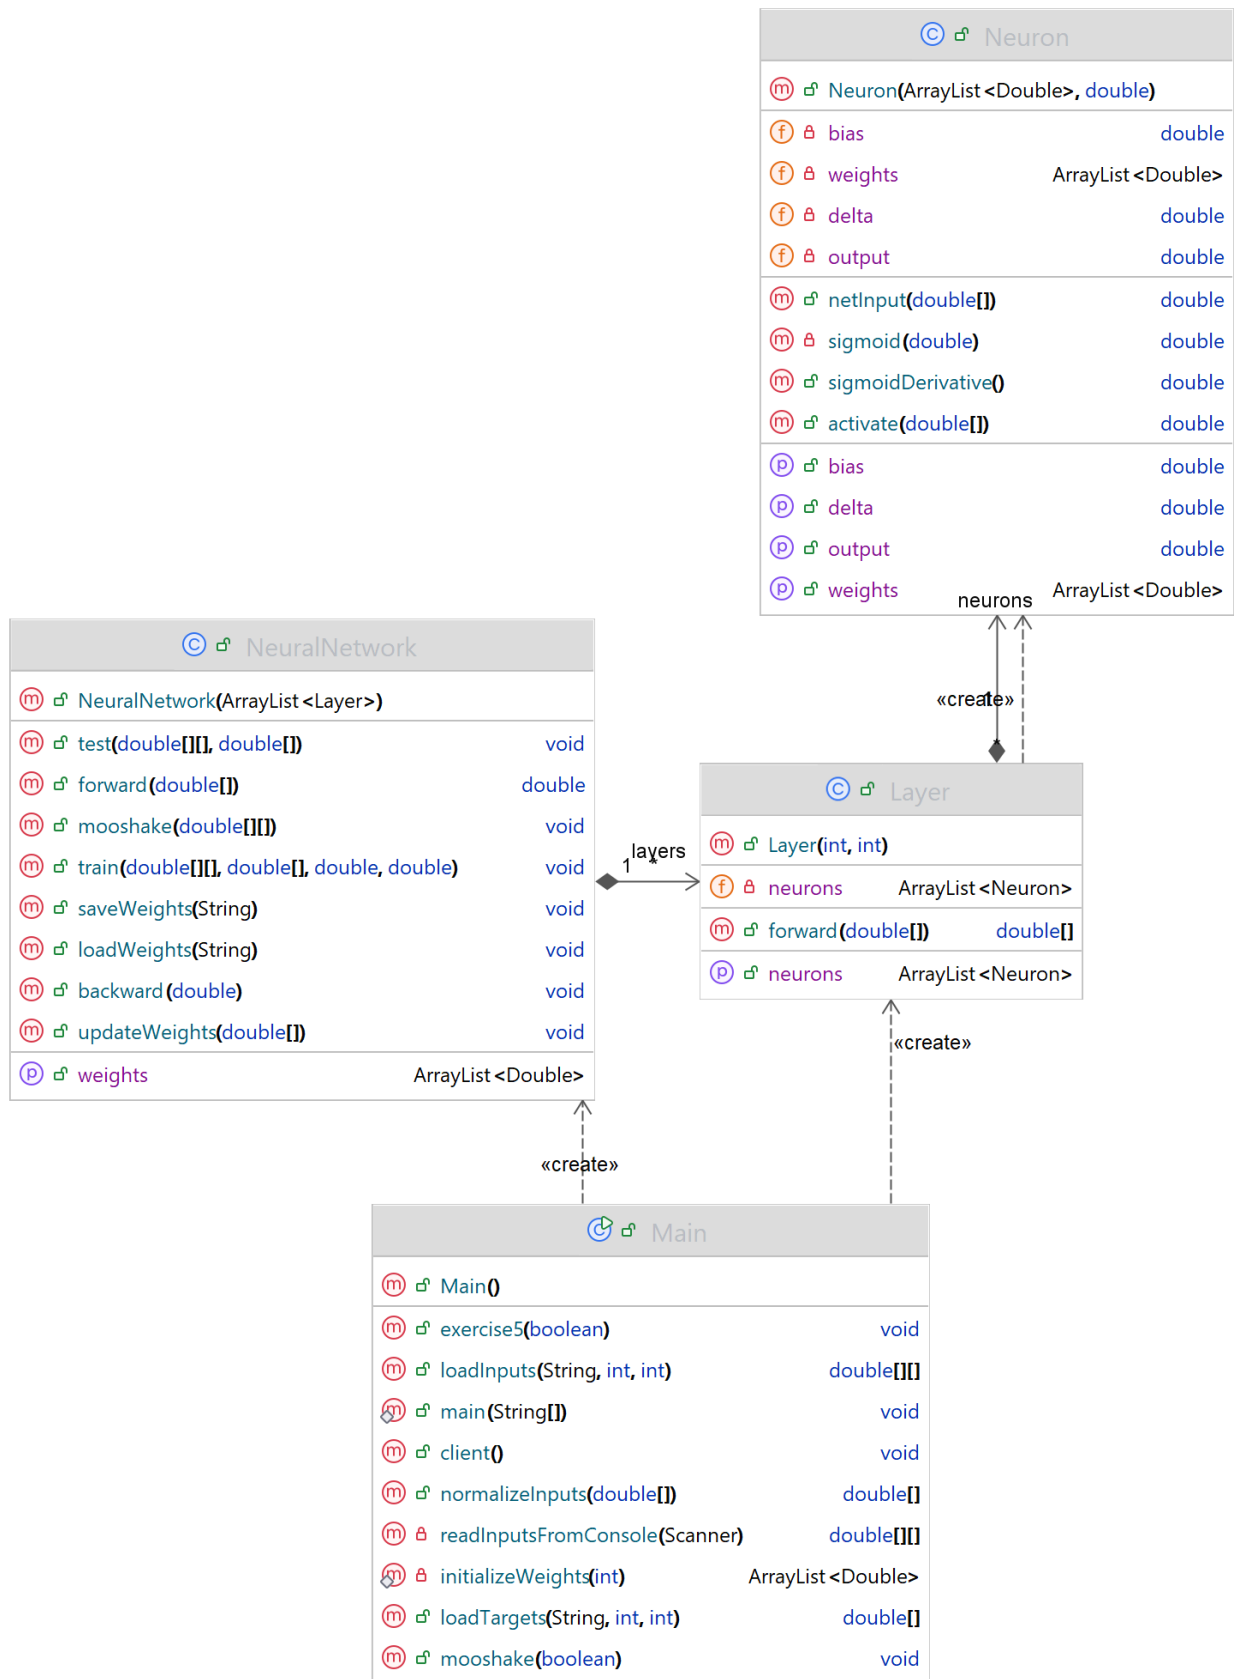 Neuron
Neuron(ArrayList<Double>, double)
bias double
weights ArrayList<Double>
delta double
output double
netInput(double[]) double
sigmoid(double) double
sigmoidDerivative() double
activate(double[]) double
bias double
delta double
output double
weights ArrayList<Double>
neurons
«create»
1
*
NeuralNetwork
NeuralNetwork(ArrayList<Layer>)
test(double[][], double[]) void
forward(double[]) double
mooshake(double[][]) void
train(double[][], double[], double, double) void
saveWeights(String) void
loadWeights(String) void
backward(double) void
updateWeights(double[]) void
weights ArrayList<Double>
layers
1
*
Layer
Layer(int, int)
neurons ArrayList<Neuron>
forward(double[]) double[]
neurons ArrayList<Neuron>
«create»
«create»
Main
Main()
exercise5(boolean) void
loadInputs(String, int, int) double[][]
main(String[]) void
client() void
normalizeInputs(double[]) double[]
readInputsFromConsole(Scanner) double[][]
initializeWeights(int) ArrayList<Double>
loadTargets(String, int, int) double[]
mooshake(boolean) void